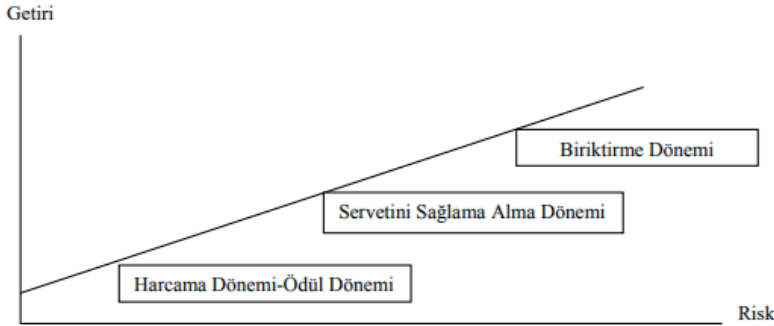 Getiri
Biriktirme Dönemi
Servetini Sağlama Alma Dönemi
Harcama Dönemi-Ödül Dönemi
Risk